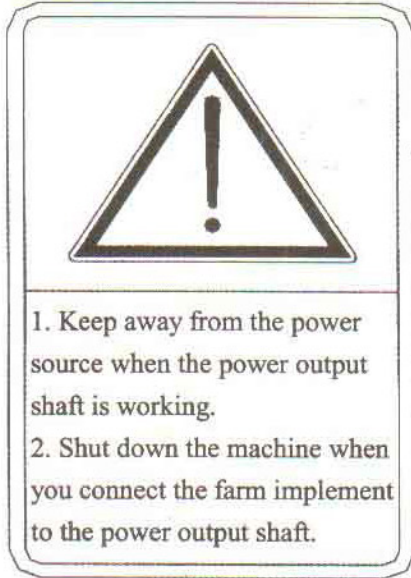 1. Keep away from the power
source when the power output
shaft is working.
2. Shut down the machine when
you connect the farm implement
to the power output shaft.